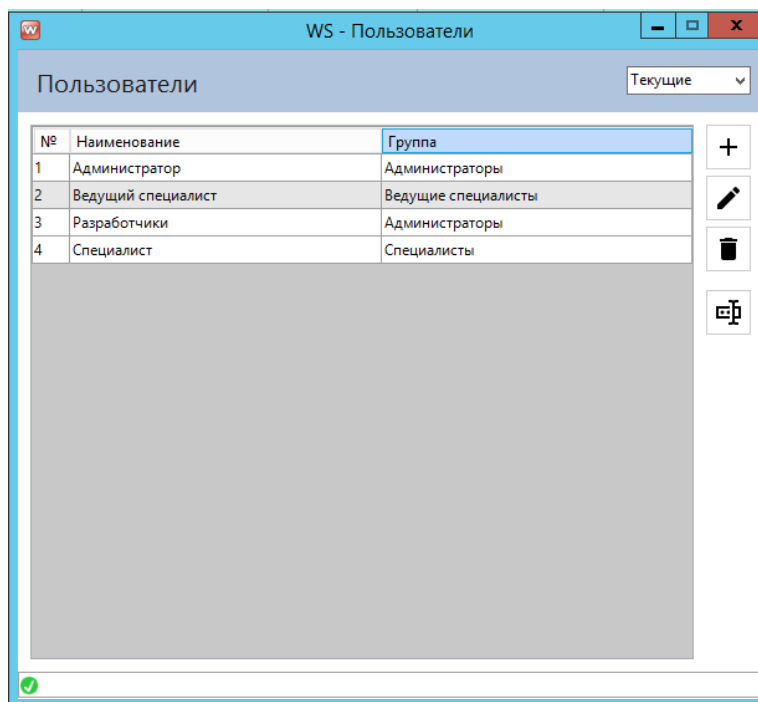 WS - Пользователи
Пользователи
Текущие
№ Наименование Группа
1 Администратор Администраторы
2 Ведущий специалист Ведущие специалисты
3 Разработчики Администраторы
4 Специалист Специалисты